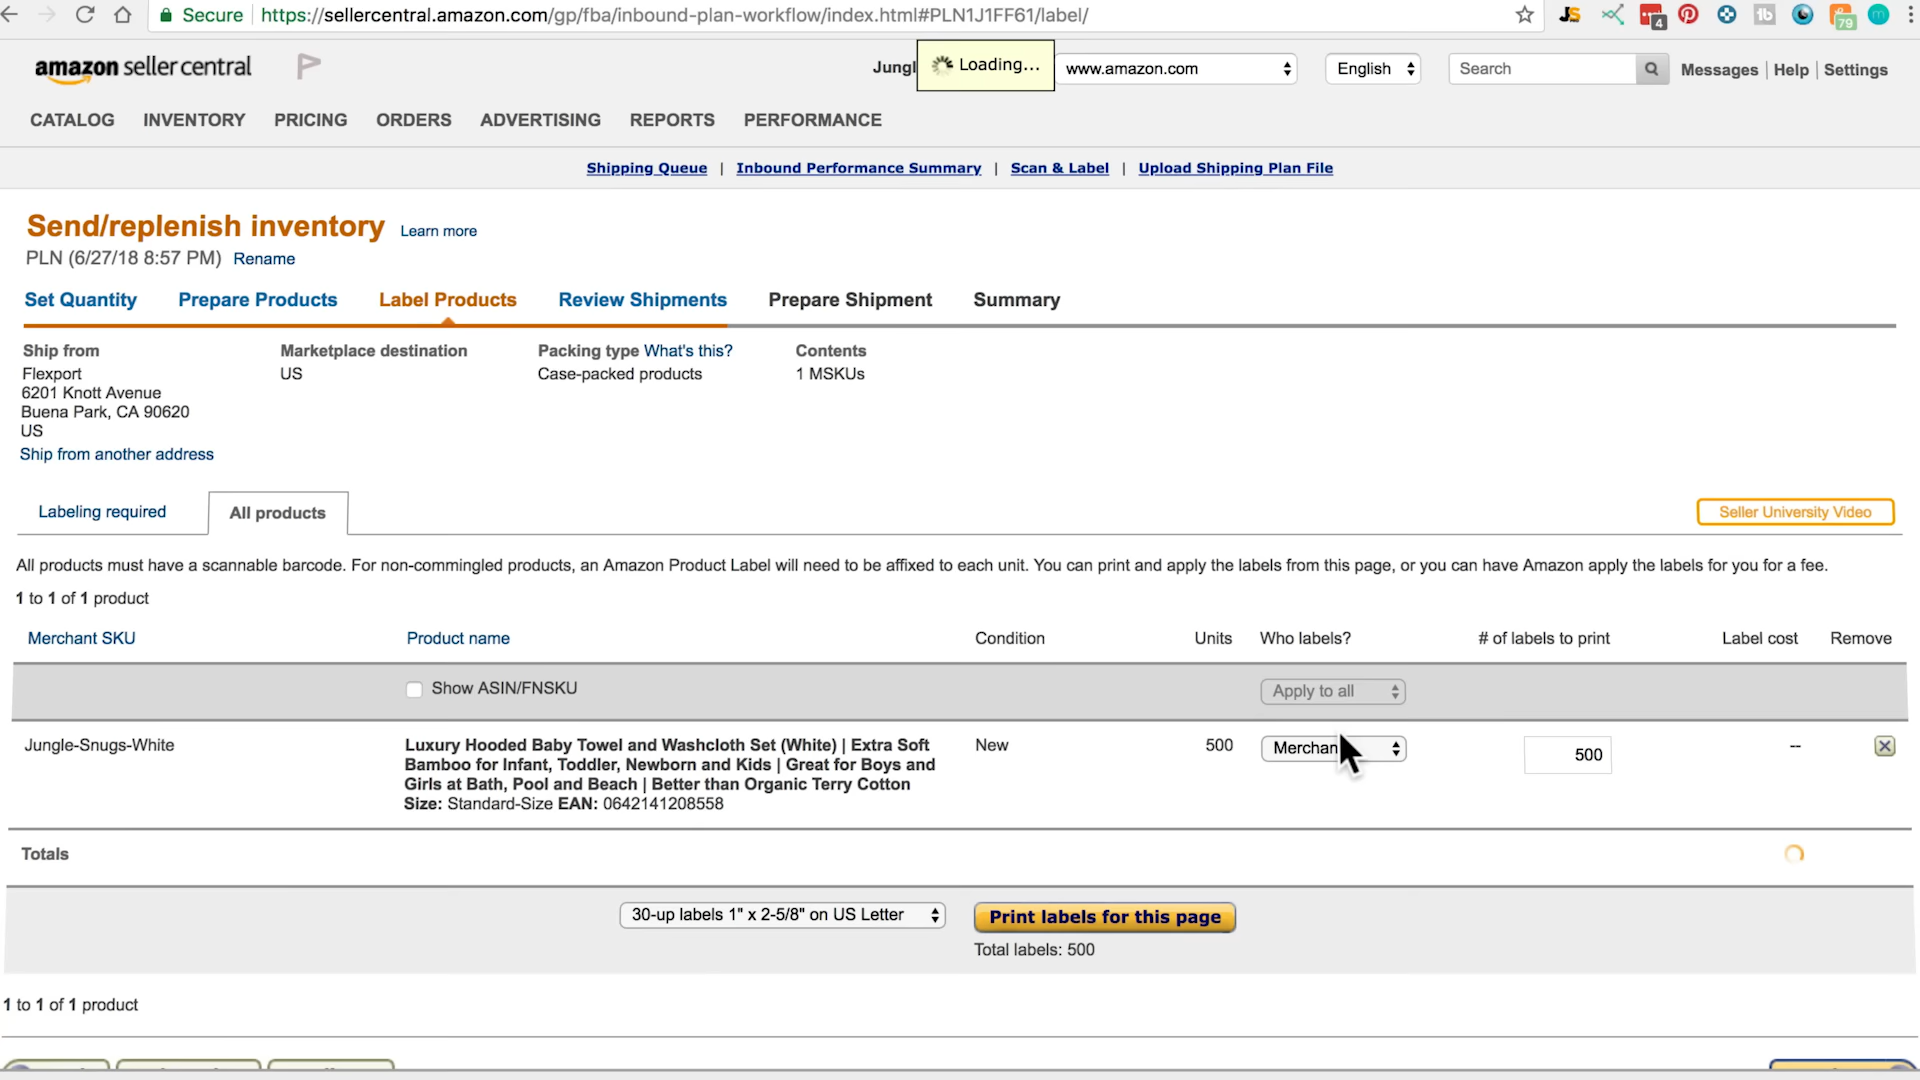 Secure https://sellercentral.amazon.com/gp/fba/inbound-plan-workflow/index.html#PLN1J1FF61/label/
4
79
amazon seller central
Jungl Loading... www.amazon.com English Search Messages | Help | Settings
CATALOG INVENTORY PRICING ORDERS ADVERTISING REPORTS PERFORMANCE
Shipping Queue | Inbound Performance Summary | Scan & Label | Upload Shipping Plan File
Send/replenish inventory Learn more
PLN (6/27/18 8:57 PM) Rename
Set Quantity Prepare Products Label Products Review Shipments Prepare Shipment Summary
Ship from Marketplace destination Packing type What's this? Contents
Flexport US Case-packed products 1 MSKUs
6201 Knott Avenue
Buena Park, CA 90620
US
Ship from another address
Labeling required All products Seller University Video
All products must have a scannable barcode. For non-commingled products, an Amazon Product Label will need to be affixed to each unit. You can print and apply the labels from this page, or you can have Amazon apply the labels for you for a fee.
1 to 1 of 1 product
Merchant SKU Product name Condition Units Who labels? # of labels to print Label cost Remove
Show ASIN/FNSKU Apply to all
Jungle-Snugs-White Luxury Hooded Baby Towel and Washcloth Set (White) | Extra Soft New 500 Merchan 500 --
Bamboo for Infant, Toddler, Newborn and Kids | Great for Boys and
Girls at Bath, Pool and Beach | Better than Organic Terry Cotton
Size: Standard-Size EAN: 0642141208558
Totals
30-up labels 1" x 2-5/8" on US Letter Print labels for this page
Total labels: 500
1 to 1 of 1 product